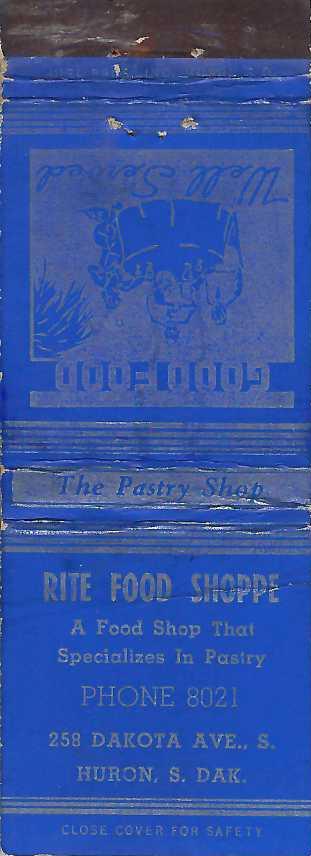 Well Served
GOOD FOOD
The Pastry Shop
RITE FOOD SHOPPE
A Food Shop That
Specializes In Pastry
PHONE 8021
258 DAKOTA AVE., S.
HURON, S. DAK.
CLOSE COVER FOR SAFETY